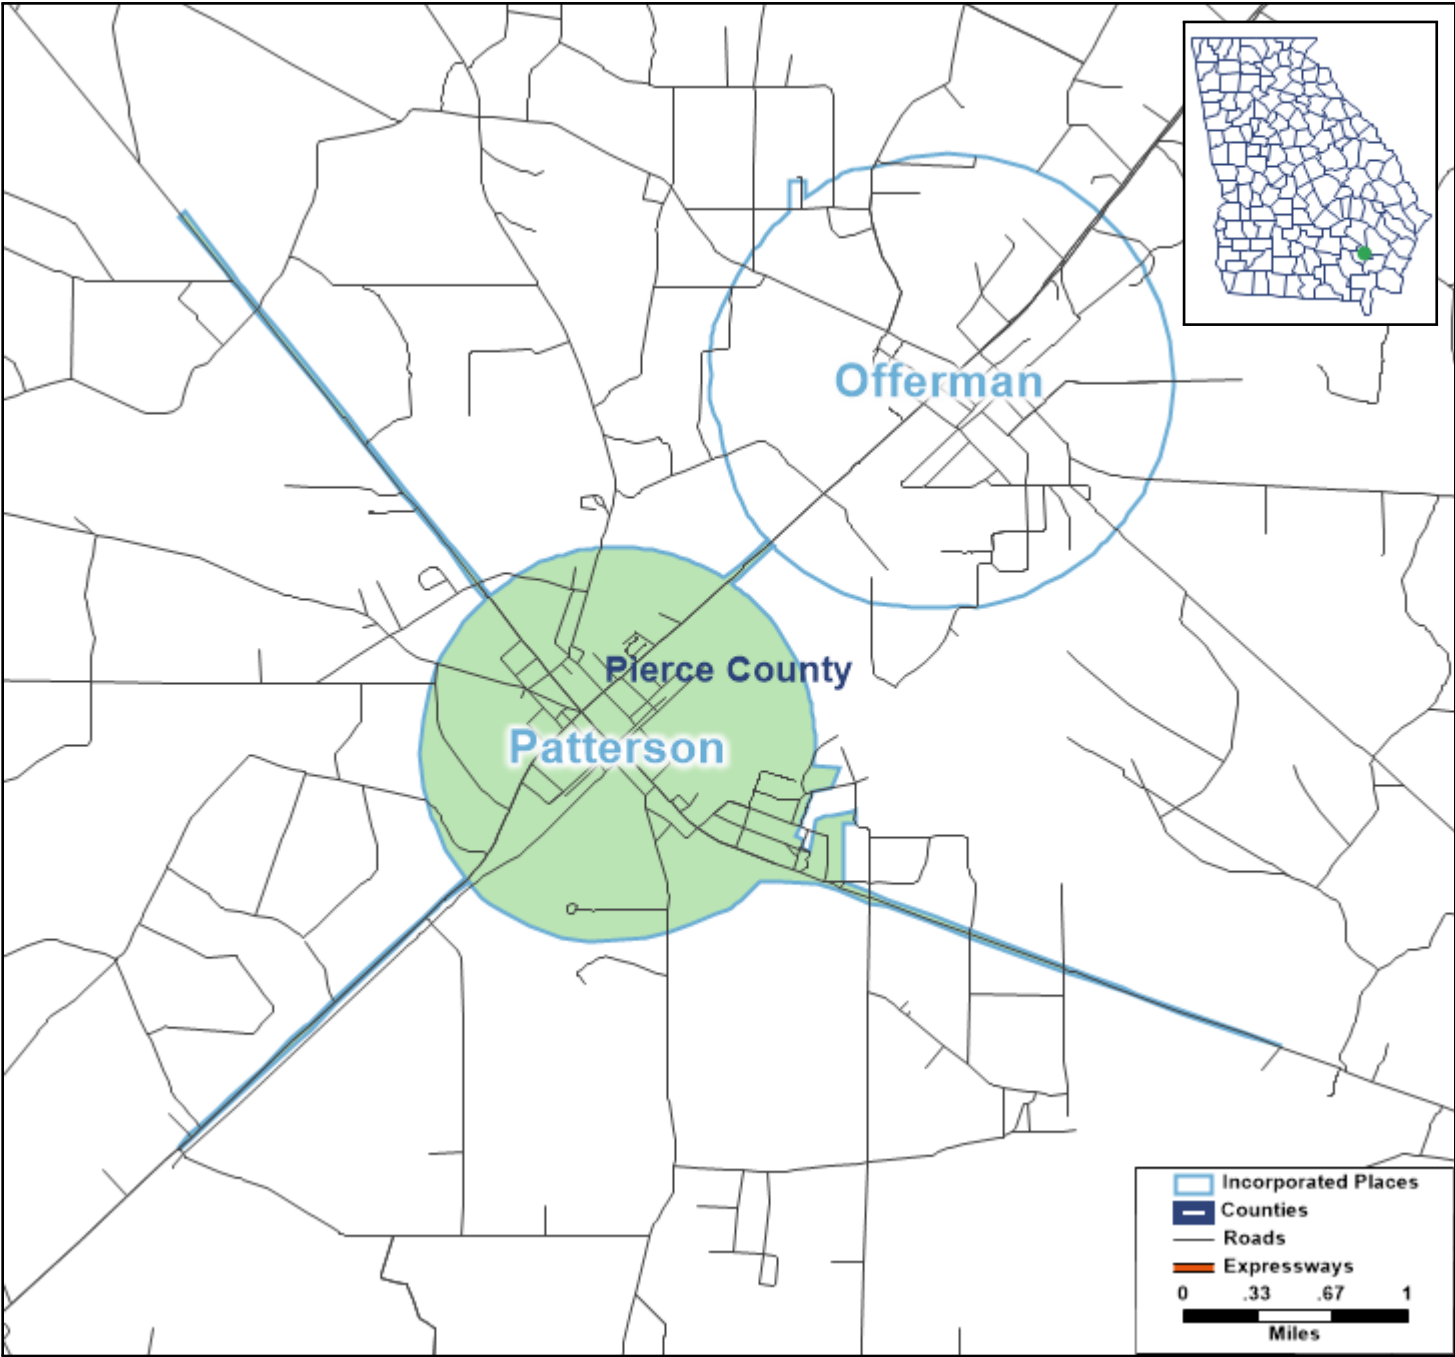 Offerman
Pierce County
Patterson
Incorporated Places
Counties
Roads
Expressways
0 .33 .67 1
Miles